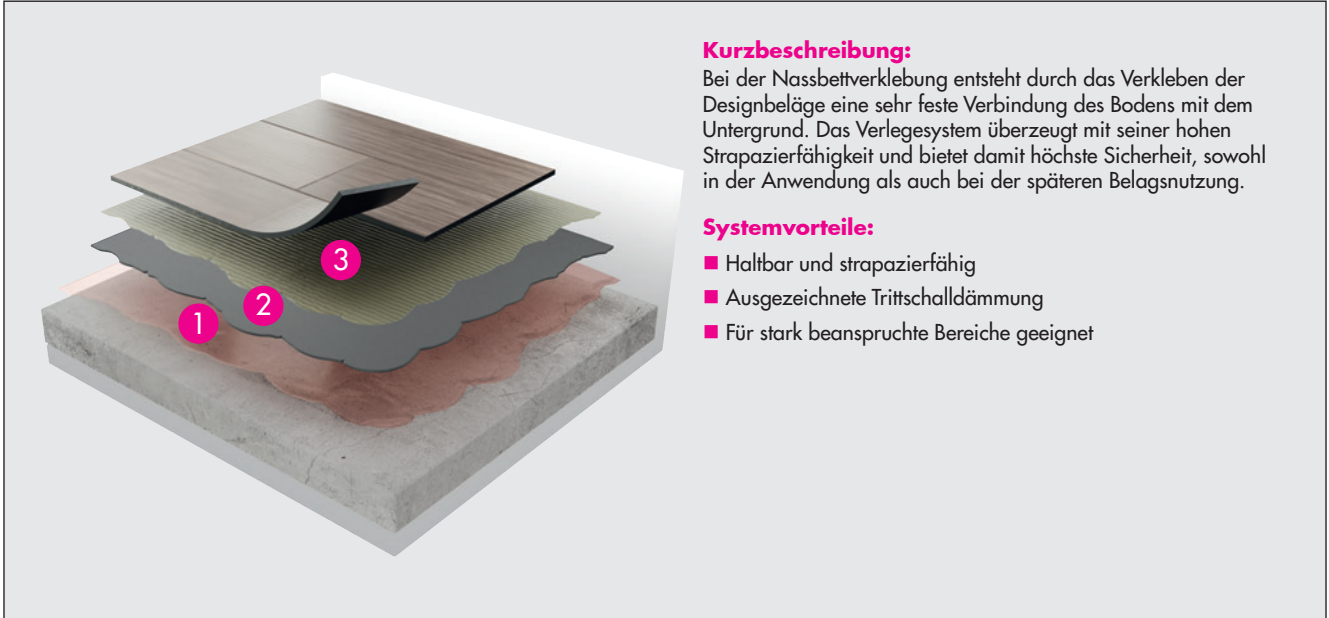 Kurzbeschreibung:
Bei der Nassbettverklebung entsteht durch das Verkleben der
Designbeläge eine sehr feste Verbindung des Bodens mit dem
Untergrund. Das Verlegesystem überzeugt mit seiner hohen
Strapazierfähigkeit und bietet damit höchste Sicherheit, sowohl
in der Anwendung als auch bei der späteren Belagsnutzung.
Systemvorteile:
■ Haltbar und strapazierfähig
■ Ausgezeichnete Trittschalldämmung
■ Für stark beanspruchte Bereiche geeignet
3
2
1